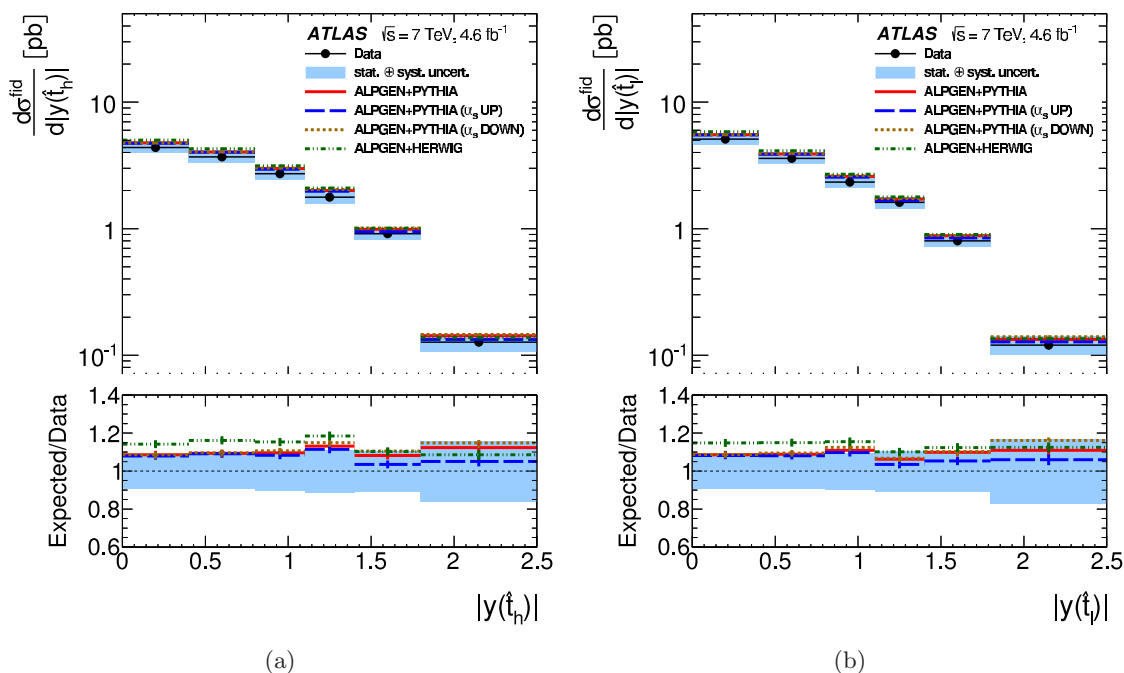 ATLAS √s = 7 TeV, 4.6 fb⁻¹
Data
stat. ⊕ syst. uncert.
ALPGEN+PYTHIA
ALPGEN+PYTHIA (αₛ UP)
ALPGEN+PYTHIA (αₛ DOWN)
ALPGEN+HERWIG
dσ^fid / d|y(t̂_h)| [pb]
10
1
10⁻¹
Expected/Data
1.4
1.2
1
0.8
0.6
0 0.5 1 1.5 2 2.5
|y(t̂_h)|
(a)
ATLAS √s = 7 TeV, 4.6 fb⁻¹
Data
stat. ⊕ syst. uncert.
ALPGEN+PYTHIA
ALPGEN+PYTHIA (αₛ UP)
ALPGEN+PYTHIA (αₛ DOWN)
ALPGEN+HERWIG
dσ^fid / d|y(t̂_l)| [pb]
10
1
10⁻¹
Expected/Data
1.4
1.2
1
0.8
0.6
0 0.5 1 1.5 2 2.5
|y(t̂_l)|
(b)